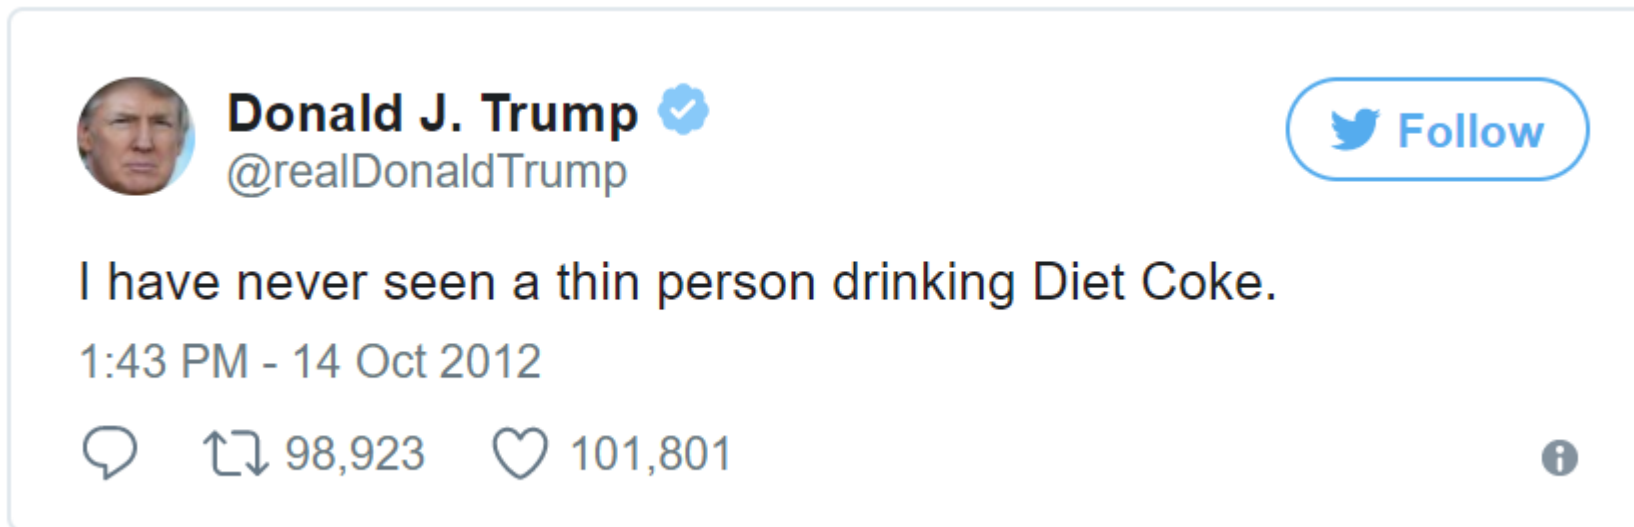 Donald J. Trump
@realDonaldTrump
Follow
I have never seen a thin person drinking Diet Coke.
1:43 PM - 14 Oct 2012
98,923 101,801